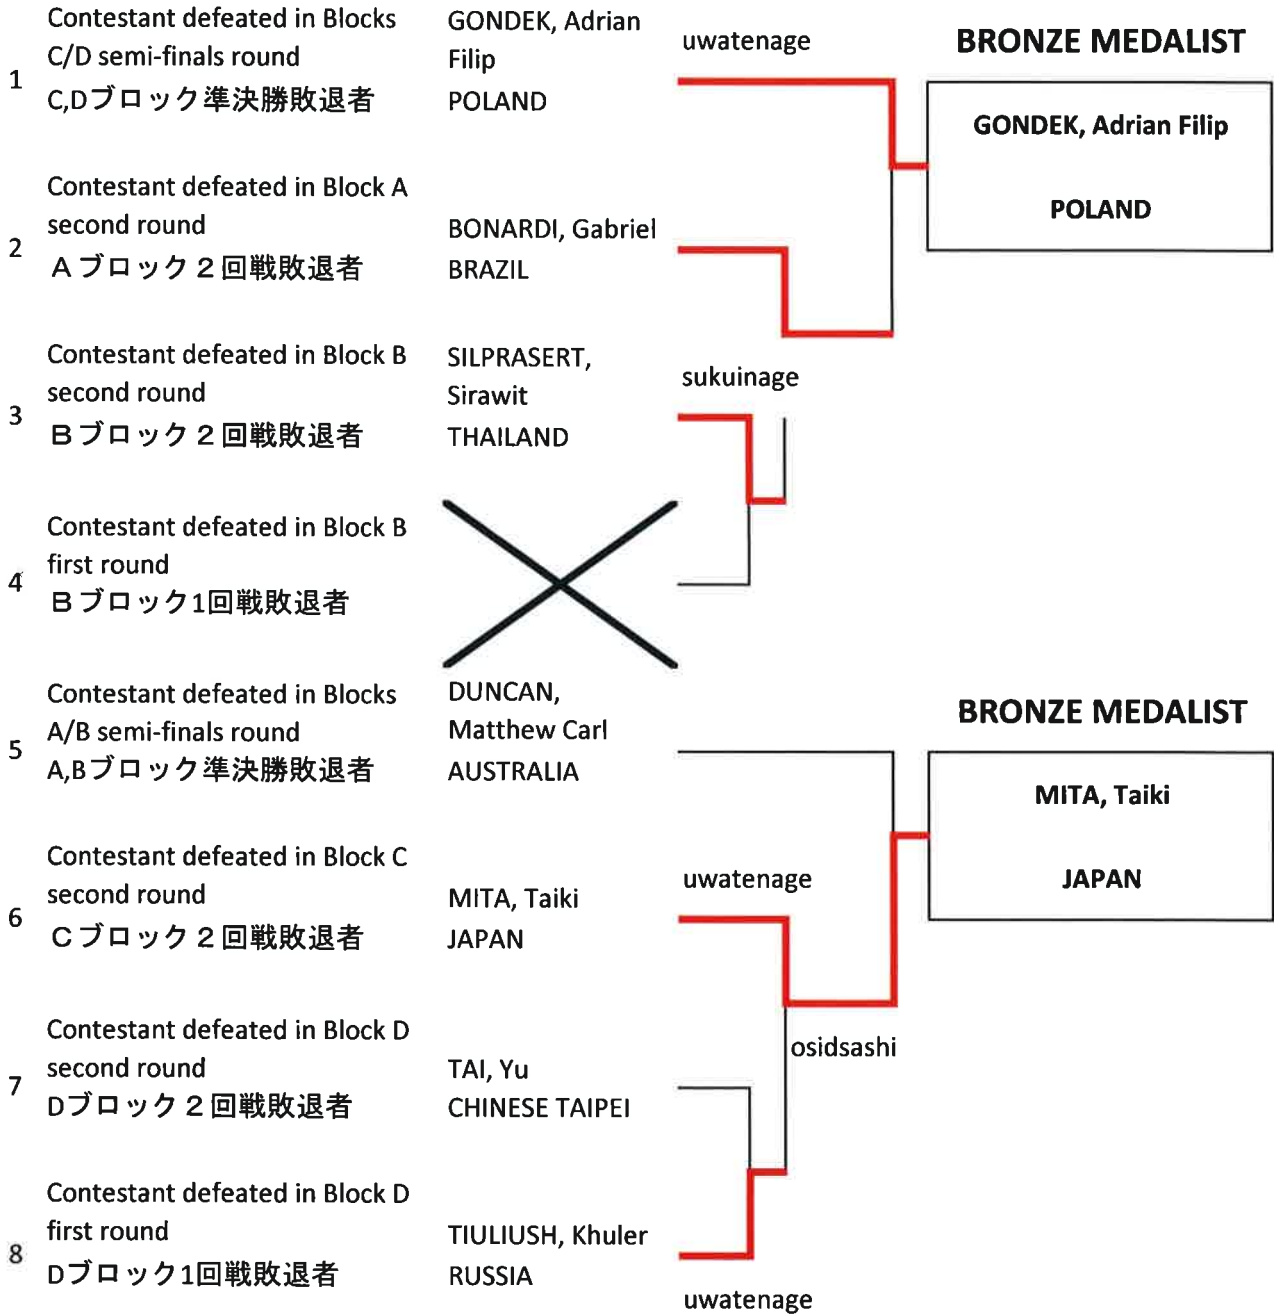 Contestant defeated in Blocks
C/D semi-finals round
1
C,Dブロック準決勝敗退者
GONDEK, Adrian
Filip
POLAND
uwatenage
BRONZE MEDALIST
GONDEK, Adrian Filip
POLAND
Contestant defeated in Block A
second round
2
Aブロック2回戦敗退者
BONARDI, Gabriel
BRAZIL
Contestant defeated in Block B
second round
3
Bブロック2回戦敗退者
SILPRASERT,
Sirawit
THAILAND
sukuinage
Contestant defeated in Block B
first round
4
Bブロック1回戦敗退者
Contestant defeated in Blocks
A/B semi-finals round
5
A,Bブロック準決勝敗退者
DUNCAN,
Matthew Carl
AUSTRALIA
BRONZE MEDALIST
MITA, Taiki
JAPAN
Contestant defeated in Block C
second round
6
Cブロック2回戦敗退者
MITA, Taiki
JAPAN
uwatenage
osidsashi
Contestant defeated in Block D
second round
7
Dブロック2回戦敗退者
TAI, Yu
CHINESE TAIPEI
Contestant defeated in Block D
first round
8
Dブロック1回戦敗退者
TIULIUSH, Khuler
RUSSIA
uwatenage